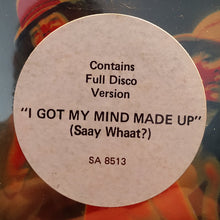 Contains
Full Disco
Version
"I GOT MY MIND MADE UP"
(Saay Whaat?)
SA 8513